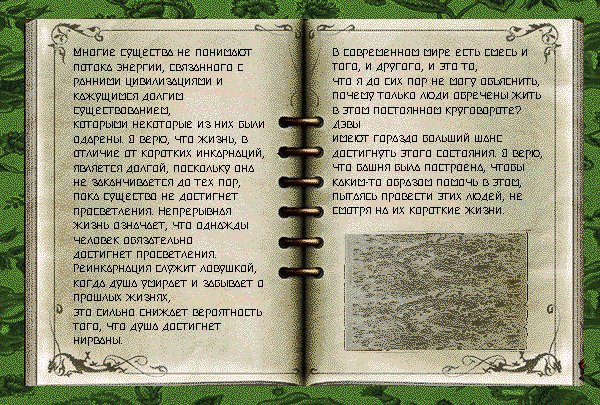 Многие существа не понимают
потока энергии, связанного с
ранними цивилизациями и
кажущимся долгим
существованием,
которыми некоторые из них были
одарены. Я верю, что жизнь, в
отличие от коротких инкарнаций,
является долгой, поскольку она
не заканчивается до тех пор,
пока существо не достигнет
просветления. Непрерывная
жизнь означает, что однажды
человек обязательно
достигнет просветления.
Реинкарнация служит ловушкой,
когда душа умирает и забывает о
прошлых жизнях,
это сильно снижает вероятность
того, что душа достигнет
нирваны.
В современном мире есть смесь и
того, и другого, и это то,
что я до сих пор не могу объяснить,
почему только люди обречены жить
в этом постоянном круговороте?
Дэвы
имеют гораздо больший шанс
достигнуть этого состояния. Я верю,
что башня была построена, чтобы
каким-то образом помочь в этом,
пытаясь провести этих людей, не
смотря на их короткие жизни.